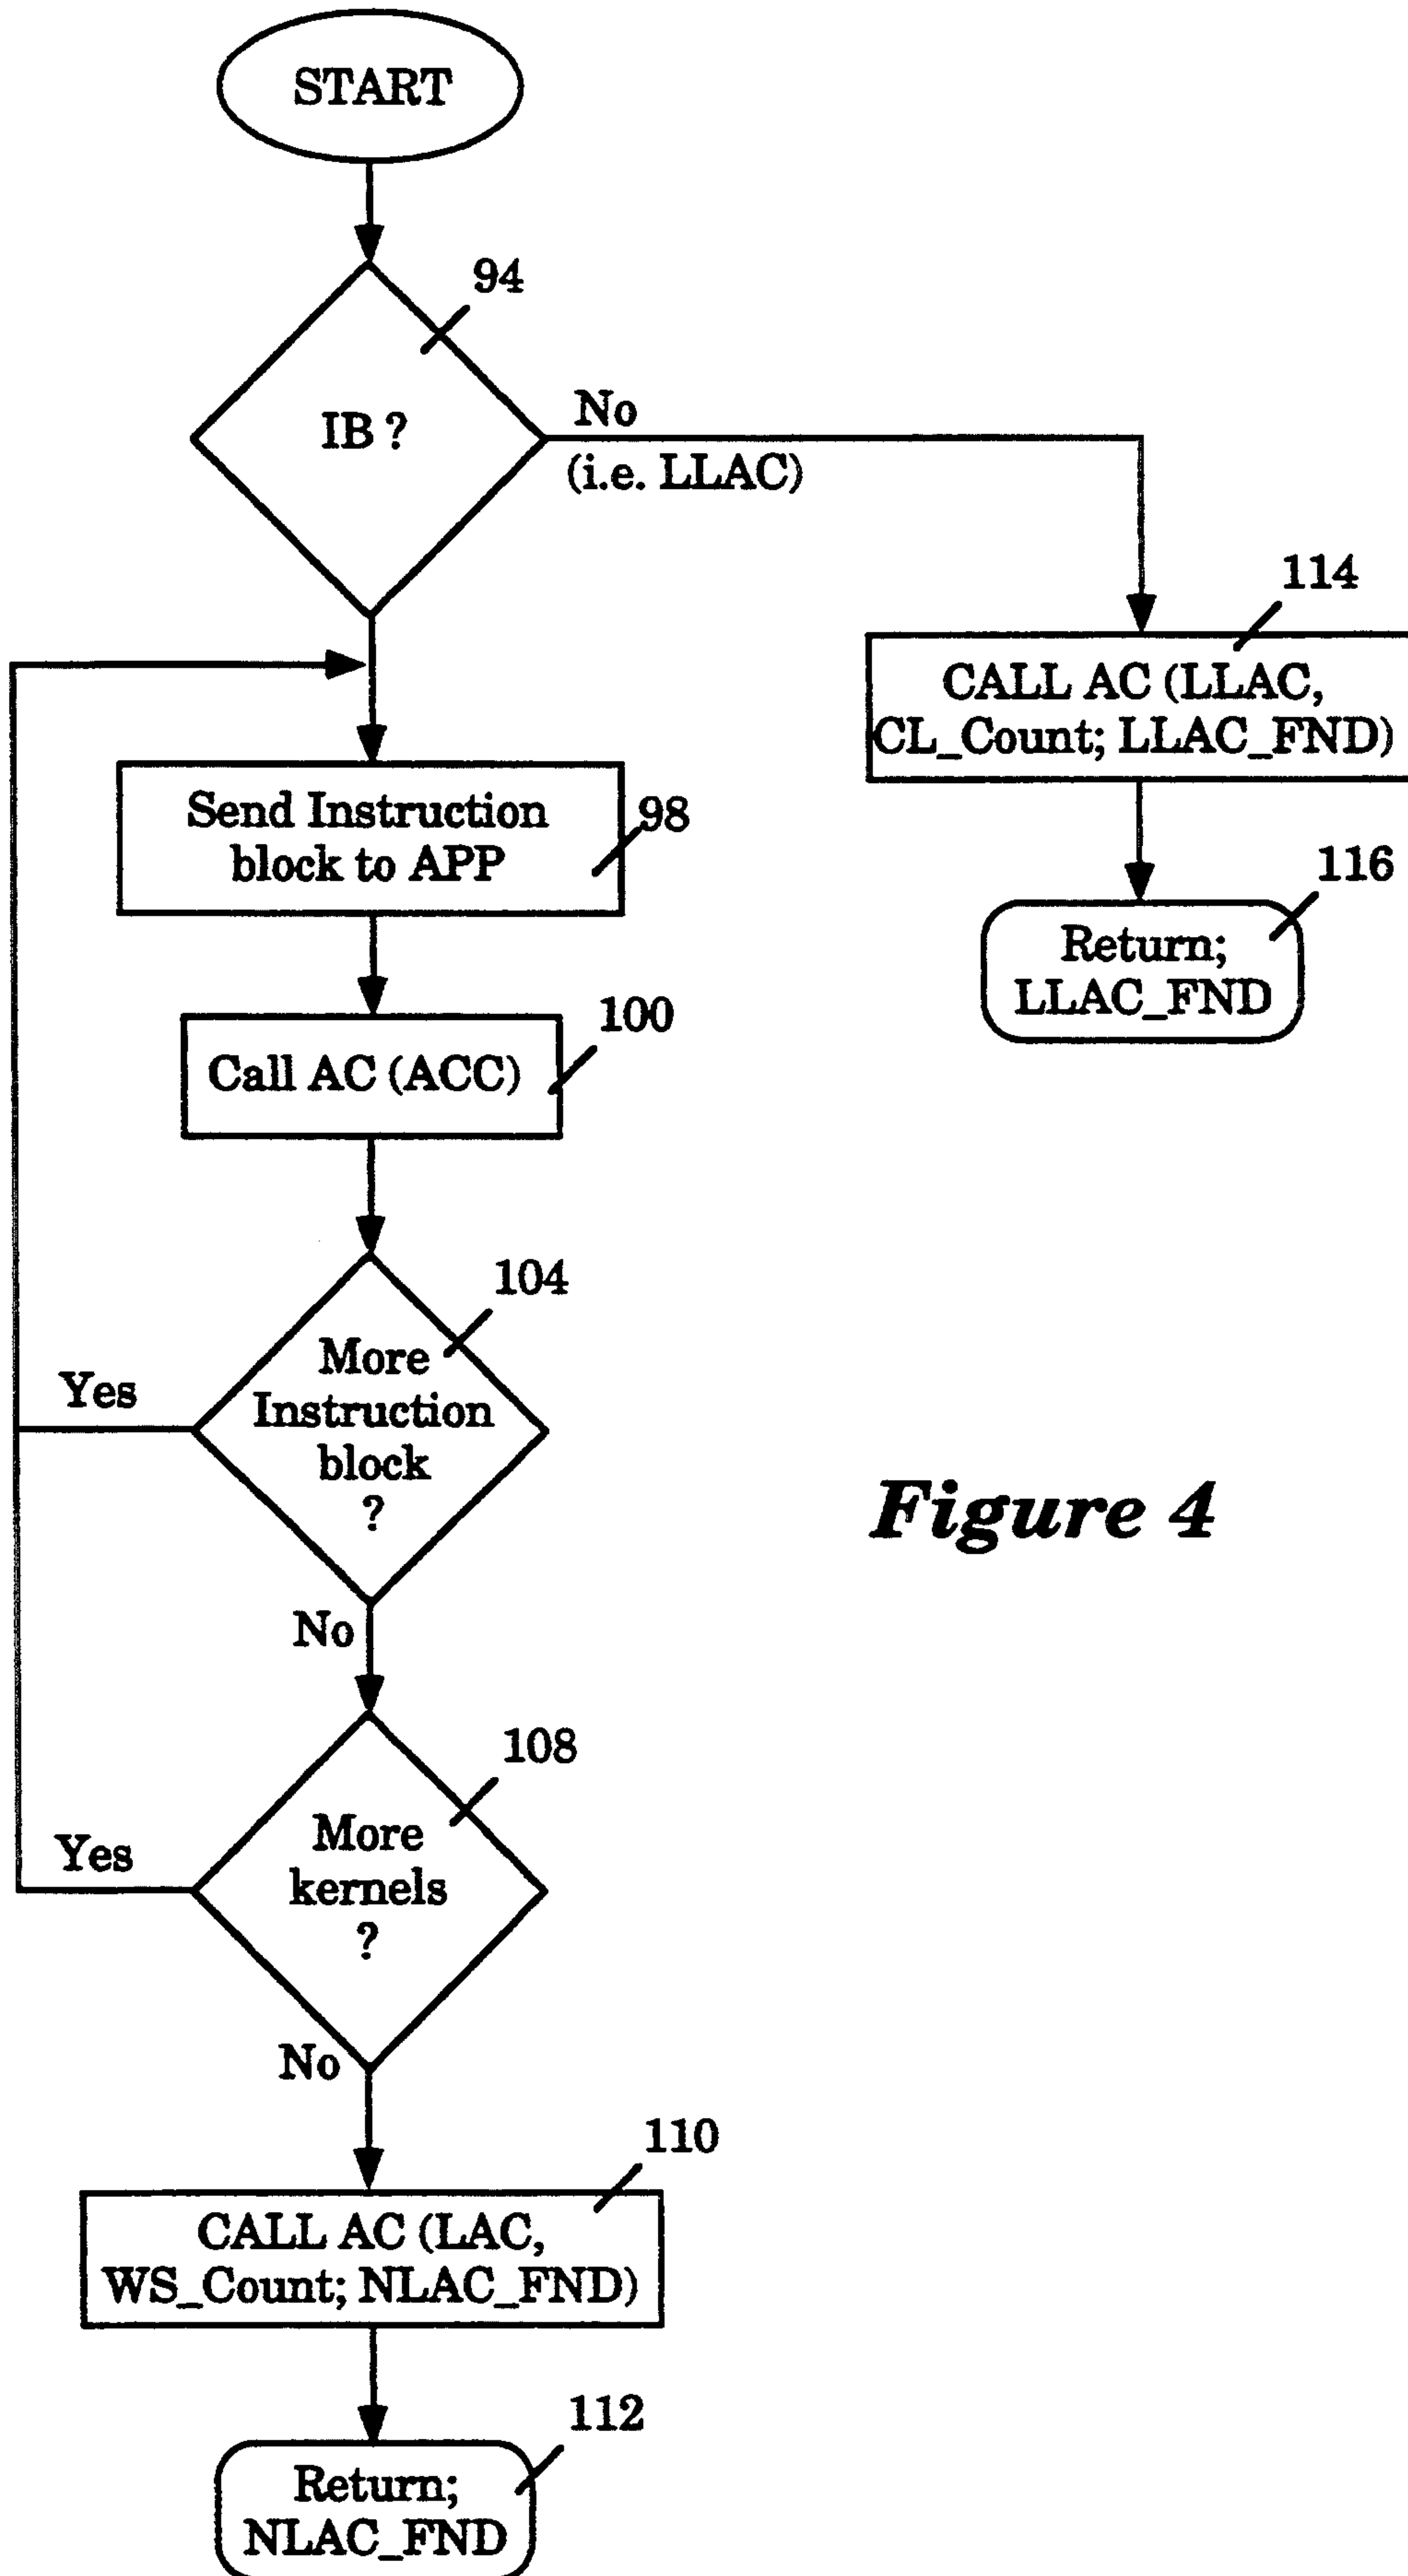 START
94
IB ?
No
(i.e. LLAC)
114
CALL AC (LLAC,
CL_Count; LLAC_FND)
Send Instruction
block to APP
98
116
Return;
LLAC_FND
100
Call AC (ACC)
104
More
Instruction
block
?
Yes
Figure 4
No
108
More
kernels
?
Yes
No
110
CALL AC (LAC,
WS_Count; NLAC_FND)
112
Return;
NLAC_FND